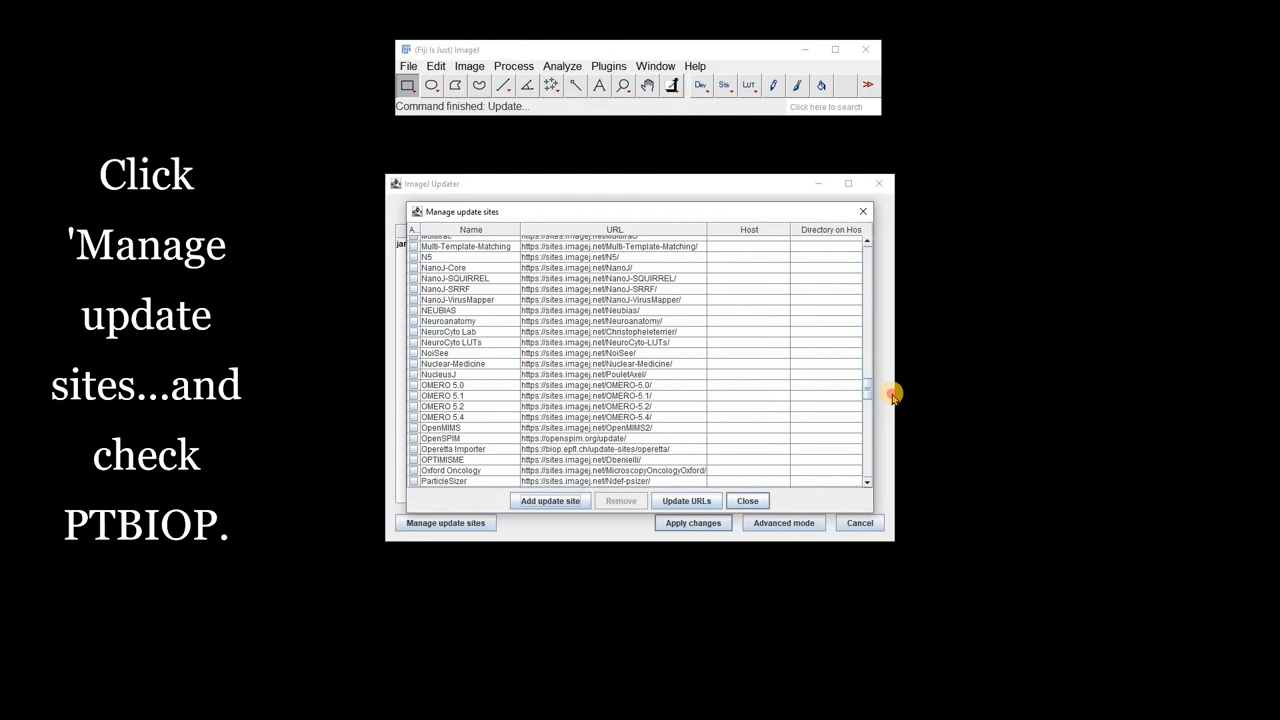 (Fiji Is Just) ImageJ
File Edit Image Process Analyze Plugins Window Help
Dev Stk LUT
Command finished: Update...
Click here to search
Click
'Manage
update
sites...and
check
PTBIOP.
ImageJ Updater
Manage update sites
A... Name URL Host Directory on Hos
Multi-Template-Matching https://sites.imagej.net/Multi-Template-Matching/
N5 https://sites.imagej.net/N5/
NanoJ-Core https://sites.imagej.net/NanoJ/
NanoJ-SQUIRREL https://sites.imagej.net/NanoJ-SQUIRREL/
NanoJ-SRRF https://sites.imagej.net/NanoJ-SRRF/
NanoJ-VirusMapper https://sites.imagej.net/NanoJ-VirusMapper/
NEUBIAS https://sites.imagej.net/Neubias/
Neuroanatomy https://sites.imagej.net/Neuroanatomy/
NeuroCyto Lab https://sites.imagej.net/Christopheleterrier/
NeuroCyto LUTs https://sites.imagej.net/NeuroCyto-LUTs/
NoiSee https://sites.imagej.net/NoiSee/
Nuclear-Medicine https://sites.imagej.net/Nuclear-Medicine/
NucleusJ https://sites.imagej.net/PouletAxel/
OMERO 5.0 https://sites.imagej.net/OMERO-5.0/
OMERO 5.1 https://sites.imagej.net/OMERO-5.1/
OMERO 5.2 https://sites.imagej.net/OMERO-5.2/
OMERO 5.4 https://sites.imagej.net/OMERO-5.4/
OpenMIMS https://sites.imagej.net/OpenMIMS2/
OpenSPIM https://openspim.org/update/
Operetta Importer https://biop.epfl.ch/update-sites/operetta/
OPTIMISME https://sites.imagej.net/Dbenielli/
Oxford Oncology https://sites.imagej.net/MicroscopyOncologyOxford/
ParticleSizer https://sites.imagej.net/Ndef-psizer/
Add update site Remove Update URLs Close
Manage update sites Apply changes Advanced mode Cancel